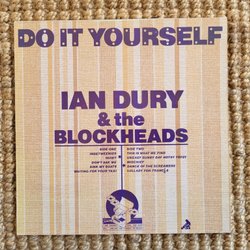 DO IT YOURSELF
IAN DURY
& the
BLOCKHEADS
SIDE ONE
INBETWEENIES
QUIET
DON'T ASK ME
SINK MY BOATS
WAITING FOR YOUR TAXI
SIDE TWO
THIS IS WHAT WE FIND
UNEASY SUNNY DAY HOTSY TOTSY
MISCHIEF
DANCE OF THE SCREAMERS
LULLABY FOR FRANCIES